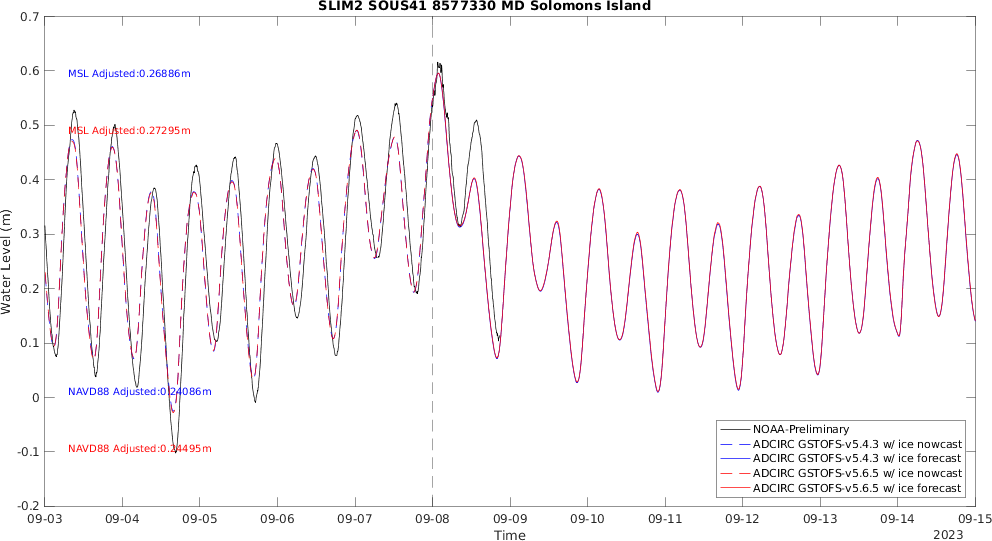 SLIM2 SOUS41 8577330 MD Solomons Island
Water Level (m)
0.7
0.6
0.5
0.4
0.3
0.2
0.1
0
-0.1
-0.2
MSL Adjusted:0.26886m
MSL Adjusted:0.27295m
NAVD88 Adjusted:0.24086m
NAVD88 Adjusted:0.24495m
NOAA-Preliminary
ADCIRC GSTOFS-v5.4.3 w/ ice nowcast
ADCIRC GSTOFS-v5.4.3 w/ ice forecast
ADCIRC GSTOFS-v5.6.5 w/ ice nowcast
ADCIRC GSTOFS-v5.6.5 w/ ice forecast
09-03 09-04 09-05 09-06 09-07 09-08 09-09 09-10 09-11 09-12 09-13 09-14 09-15
Time
2023